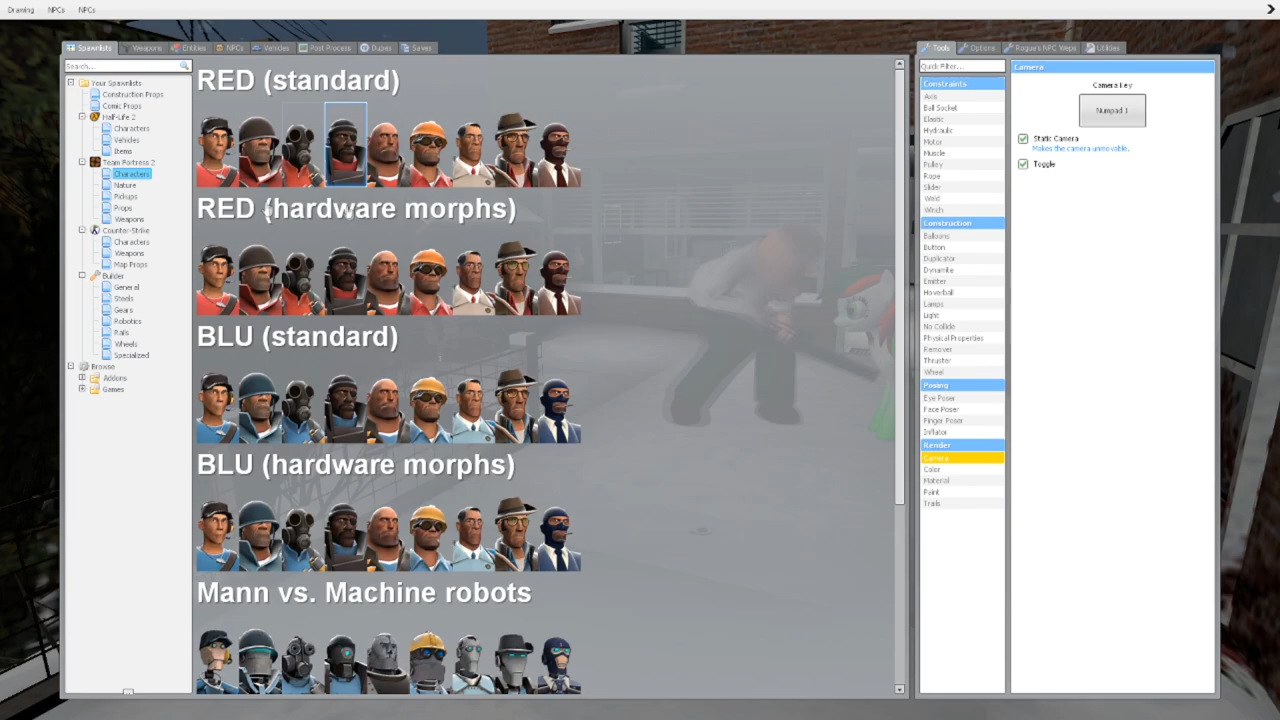 Drawing NPCs NPCs
Spawnlists Weapons Entities NPCs Vehicles Post Process Dupes Saves
Search...
Your Spawnlists
Construction Props
Comic Props
Half-Life 2
Characters
Vehicles
Items
Team Fortress 2
Characters
Nature
Pickups
Props
Weapons
Counter-Strike
Characters
Weapons
Map Props
Builder
General
Steels
Gears
Robotics
Rails
Wheels
Specialized
Browse
Addons
Games
RED (standard)
RED (hardware morphs)
BLU (standard)
BLU (hardware morphs)
Mann vs. Machine robots
Tools Options Rogue's NPC Weps Utilities
Quick Filter...
Constraints
Axis
Ball Socket
Elastic
Hydraulic
Motor
Muscle
Pulley
Rope
Slider
Weld
Winch
Construction
Balloons
Button
Duplicator
Dynamite
Emitter
Hoverball
Lamps
Light
No Collide
Physical Properties
Remover
Thruster
Wheel
Posing
Eye Poser
Face Poser
Finger Poser
Inflator
Render
Camera
Color
Material
Paint
Trails
Camera
Camera Key
Numpad 1
Static Camera
Makes the camera unmovable.
Toggle